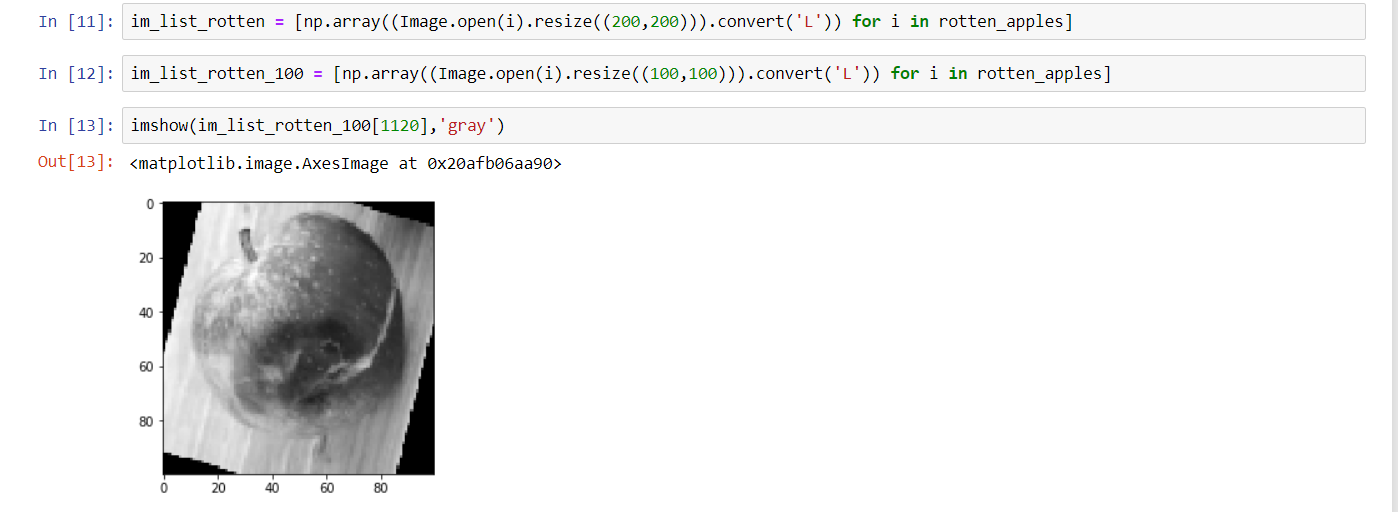 In [11]: im_list_rotten = [np.array((Image.open(i).resize((200,200))).convert('L')) for i in rotten_apples]
In [12]: im_list_rotten_100 = [np.array((Image.open(i).resize((100,100))).convert('L')) for i in rotten_apples]
In [13]: imshow(im_list_rotten_100[1120],'gray')
Out[13]: <matplotlib.image.AxesImage at 0x20afb06aa90>
0
20
40
60
80
0 20 40 60 80